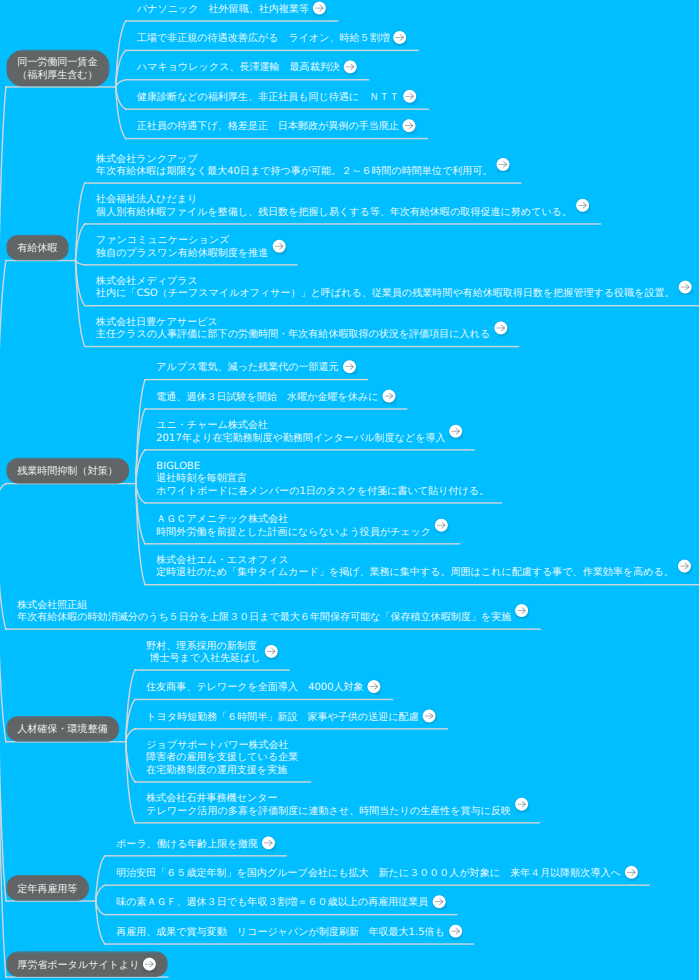 パナソニック　社外留職、社内複業等
工場で非正規の待遇改善広がる　ライオン、時給５割増
同一労働同一賃金
（福利厚生含む）
ハマキョウレックス、長澤運輸　最高裁判決
健康診断などの福利厚生、非正社員も同じ待遇に　ＮＴＴ
正社員の待遇下げ、格差是正　日本郵政が異例の手当廃止
株式会社ランクアップ
年次有給休暇は期限なく最大40日まで持つ事が可能。２～６時間の時間単位で利用可。
社会福祉法人ひだまり
個人別有給休暇ファイルを整備し、残日数を把握し易くする等、年次有給休暇の取得促進に努めている。
有給休暇
ファンコミュニケーションズ
独自のプラスワン有給休暇制度を推進
株式会社メディプラス
社内に「CSO（チーフスマイルオフィサー）」と呼ばれる、従業員の残業時間や有給休暇取得日数を把握管理する役職を設置。
株式会社日豊ケアサービス
主任クラスの人事評価に部下の労働時間・年次有給休暇取得の状況を評価項目に入れる
アルプス電気、減った残業代の一部還元
電通、週休３日試験を開始　水曜か金曜を休みに
ユニ・チャーム株式会社
2017年より在宅勤務制度や勤務間インターバル制度などを導入
残業時間抑制（対策）
BIGLOBE
退社時刻を毎朝宣言
ホワイトボードに各メンバーの1日のタスクを付箋に書いて貼り付ける。
ＡＧＣアメニテック株式会社
時間外労働を前提とした計画にならないよう役員がチェック
株式会社エム・エスオフィス
定時退社のため「集中タイムカード」を掲げ、業務に集中する。周囲はこれに配慮する事で、作業効率を高める。
株式会社照正組
年次有給休暇の時効消滅分のうち５日分を上限３０日まで最大６年間保存可能な「保存積立休暇制度」を実施
野村、理系採用の新制度
博士号まで入社先延ばし
住友商事、テレワークを全面導入　4000人対象
トヨタ時短勤務「６時間半」新設　家事や子供の送迎に配慮
人材確保・環境整備
ジョブサポートパワー株式会社
障害者の雇用を支援している企業
在宅勤務制度の運用支援を実施
株式会社石井事務機センター
テレワーク活用の多寡を評価制度に連動させ、時間当たりの生産性を賞与に反映
ポーラ、働ける年齢上限を撤廃
明治安田「６５歳定年制」を国内グループ会社にも拡大　新たに３０００人が対象に　来年４月以降順次導入へ
定年再雇用等
味の素ＡＧＦ、週休３日でも年収３割増＝６０歳以上の再雇用従業員
再雇用、成果で賞与変動　リコージャパンが制度刷新　年収最大1.5倍も
厚労省ポータルサイトより